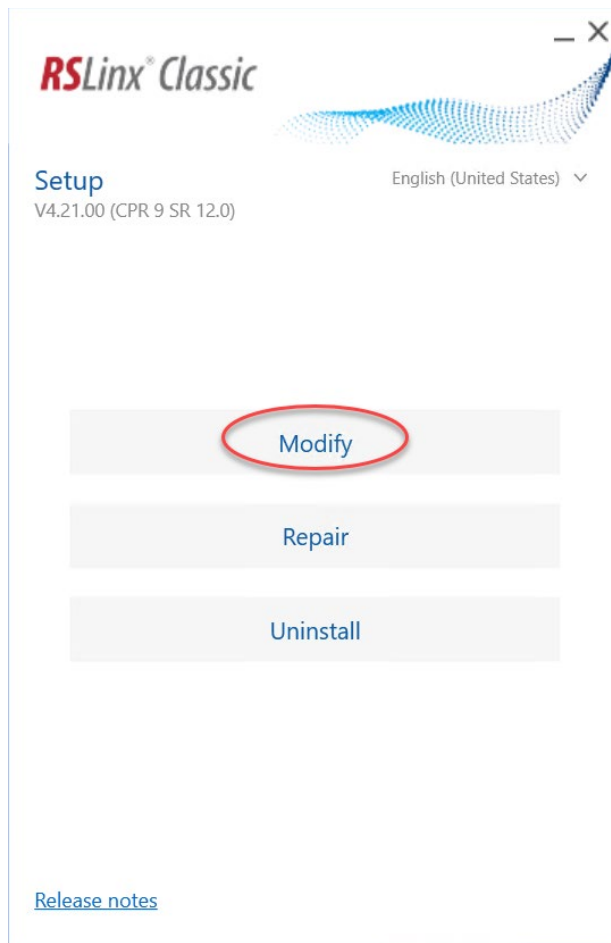 RSLinx® Classic
Setup
English (United States)
V4.21.00 (CPR 9 SR 12.0)
Modify
Repair
Uninstall
Release notes